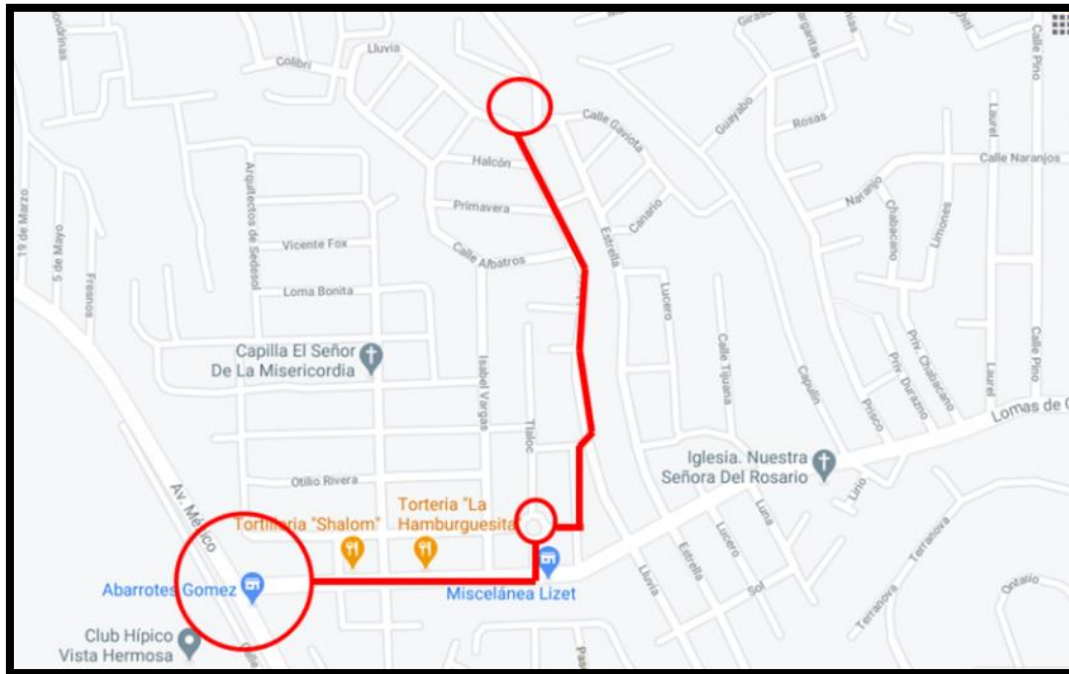 Lluvia
Colibrí
Calle Pino
Laurel
Guayabo
Rosas
Calle Gaviota
Calle Naranjos
Halcón
Naranjo
Chabacano
Limones
Arquitectos de Sedesol
Primavera
Canario
Estrella
19 de Marzo
5 de Mayo
Fresnos
Vicente Fox
Calle Albatros
Loma Bonita
Lucero
Calle Tijuana
Capilla El Señor
De La Misericordia
Isabel Vargas
Tlaloc
Capulín
Priv. Chabacano
Priv. Durazno
Prisco
Laurel
Calle Pino
Lomas de C
Iglesia. Nuestra
Señora Del Rosario
Lirio
Otilio Rivera
Av. México
Tortillería "Shalom"
Torteria "La
Hamburguesita
Luna
Terranova
Abarrotes Gomez
Miscelánea Lizet
Lluvia
Estrella
Lucero
Sol
Terranova
Ontario
Club Hípico
Vista Hermosa